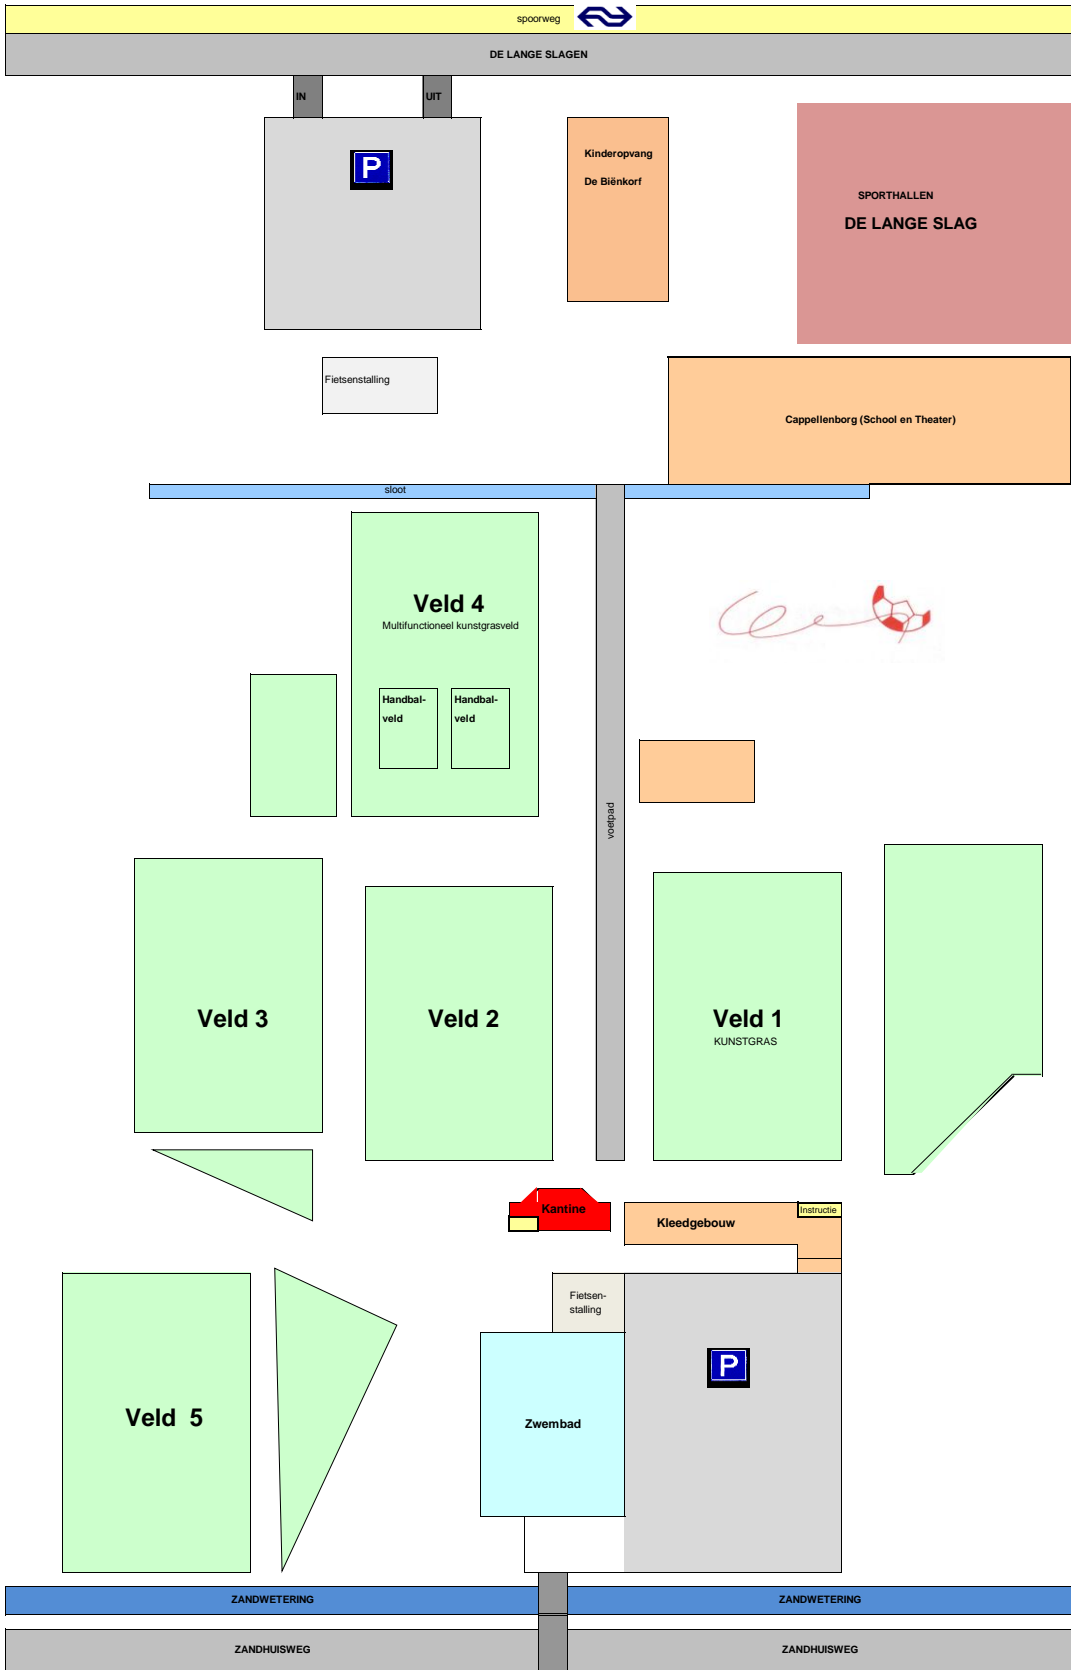 spoorweg
DE LANGE SLAGEN
IN
UIT
P
Kinderopvang
De Biënkorf
SPORTHALLEN
DE LANGE SLAG
Fietsenstalling
Cappellenborg (School en Theater)
sloot
Veld 4
Multifunctioneel kunstgrasveld
Handbal-
veld
Handbal-
veld
voetpad
Veld 3
Veld 2
Veld 1
KUNSTGRAS
Kantine
Kleedgebouw
Instructie
Fietsen-
stalling
P
Zwembad
Veld 5
ZANDWETERING
ZANDWETERING
ZANDHUISWEG
ZANDHUISWEG